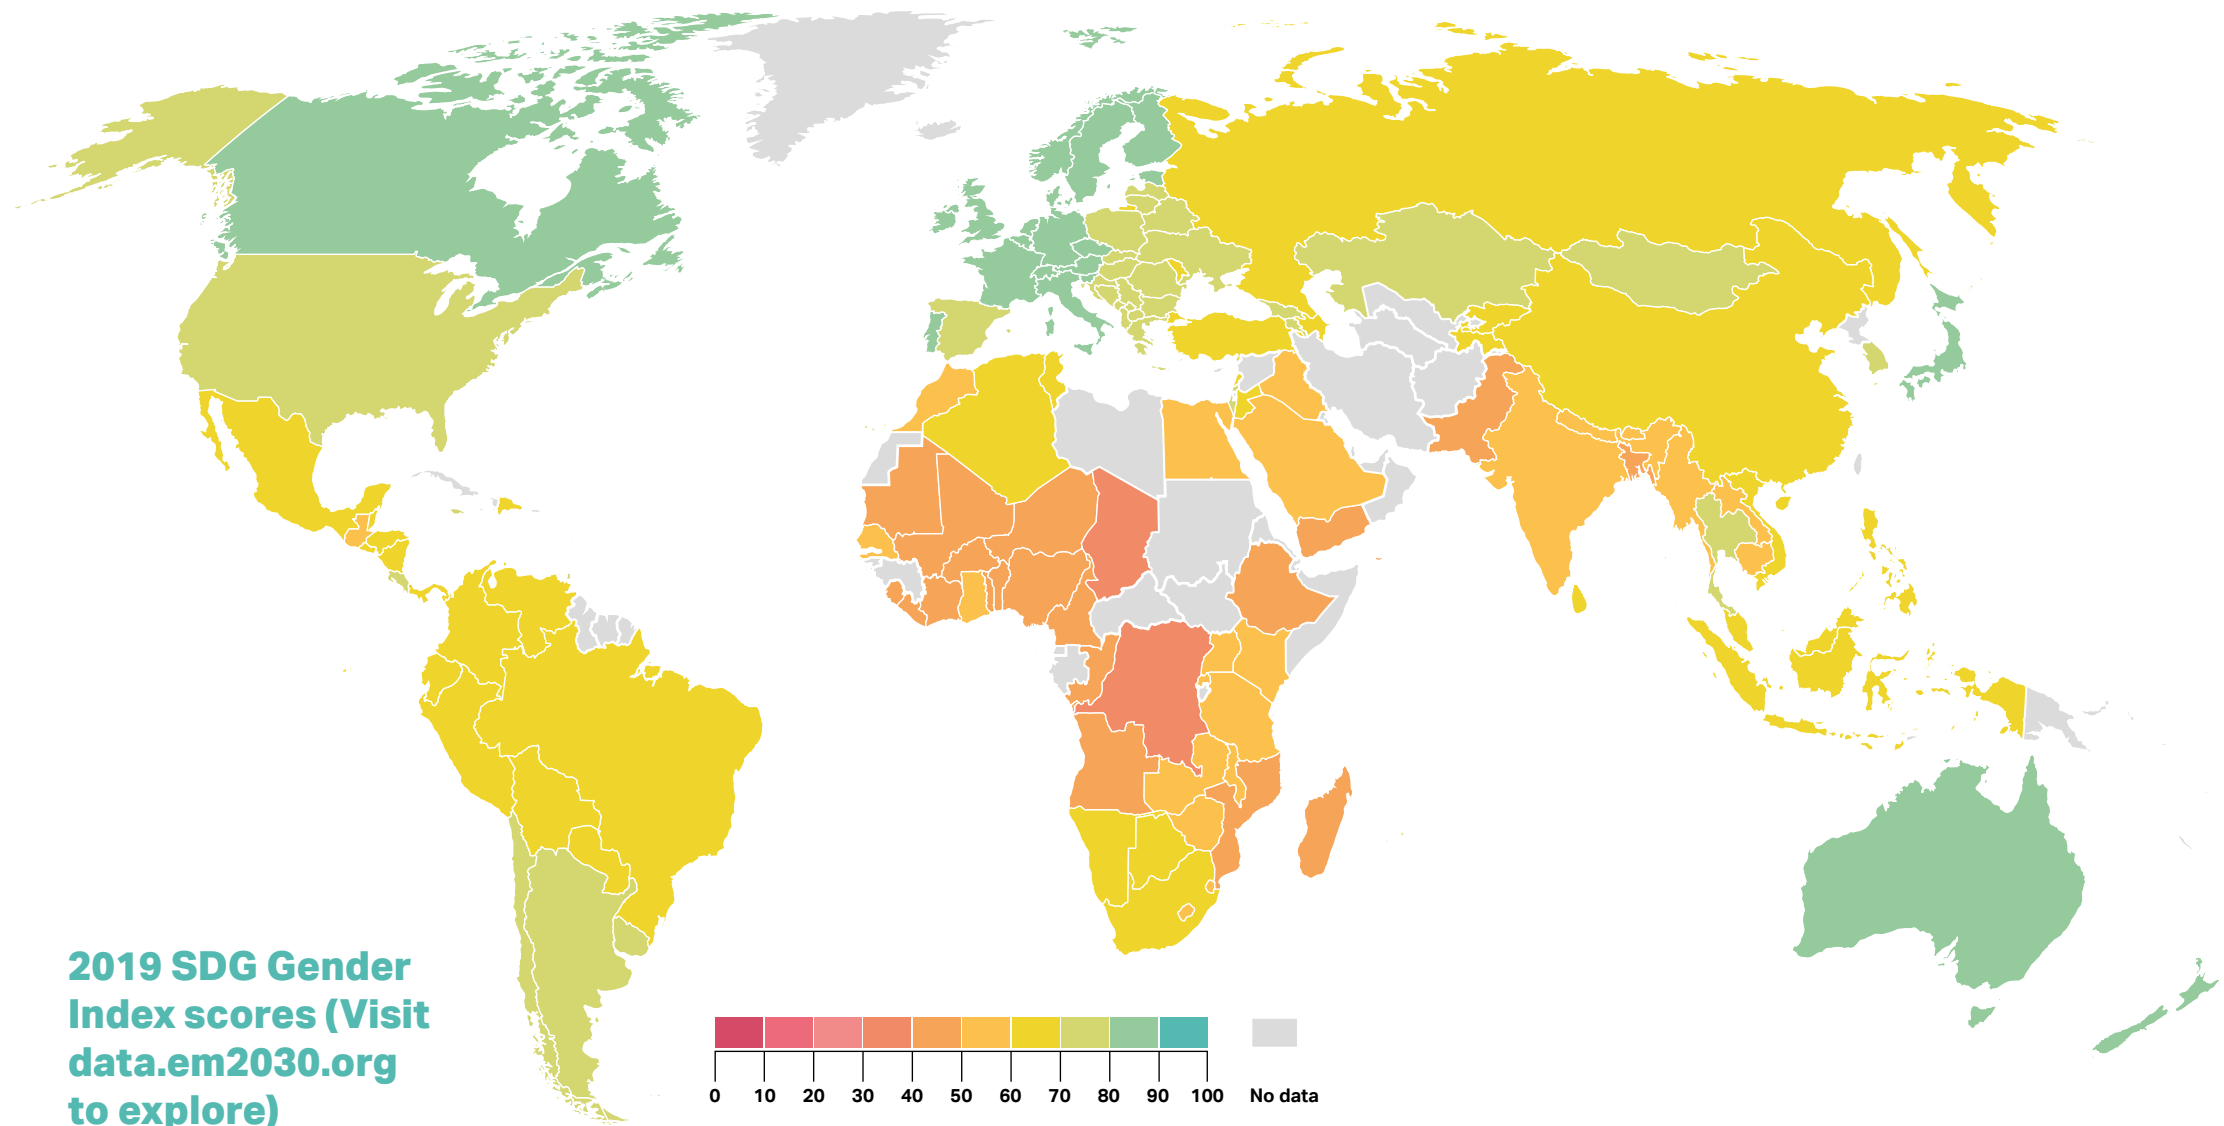 2019 SDG Gender
Index scores (Visit
data.em2030.org
to explore)
0 10 20 30 40 50 60 70 80 90 100 No data